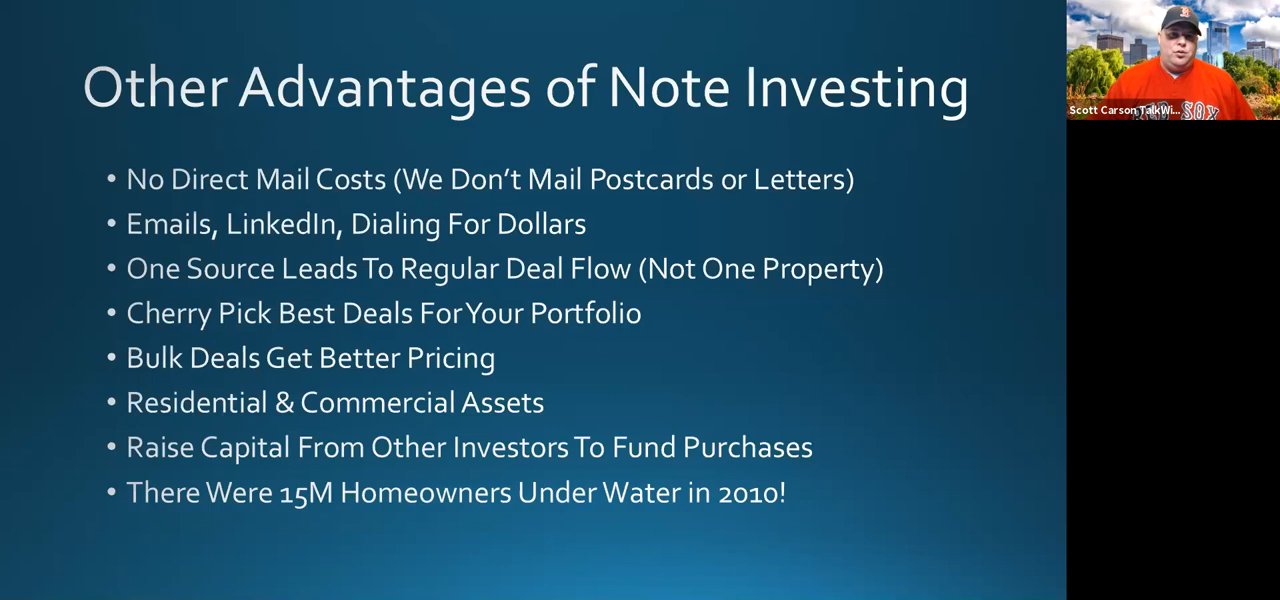 Other Advantages of Note Investing
• No Direct Mail Costs (We Don't Mail Postcards or Letters)
• Emails, LinkedIn, Dialing For Dollars
• One Source Leads To Regular Deal Flow (Not One Property)
• Cherry Pick Best Deals For Your Portfolio
• Bulk Deals Get Better Pricing
• Residential & Commercial Assets
• Raise Capital From Other Investors To Fund Purchases
• There Were 15M Homeowners Under Water in 2010!
B
Scott Carson TalkWi...
RED SOX